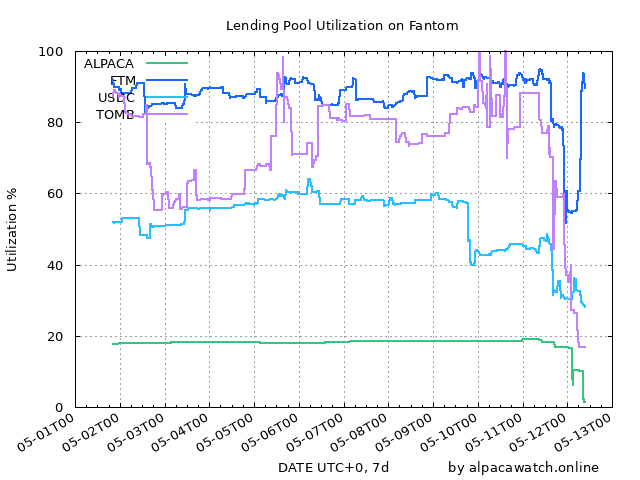 Lending Pool Utilization on Fantom
Utilization %
100
80
60
40
20
0
ALPACA
FTM
USDC
TOMB
05-01T00
05-02T00
05-03T00
05-04T00
05-05T00
05-06T00
05-07T00
05-08T00
05-09T00
05-10T00
05-11T00
05-12T00
05-13T00
DATE UTC+0, 7d
by alpacawatch.online